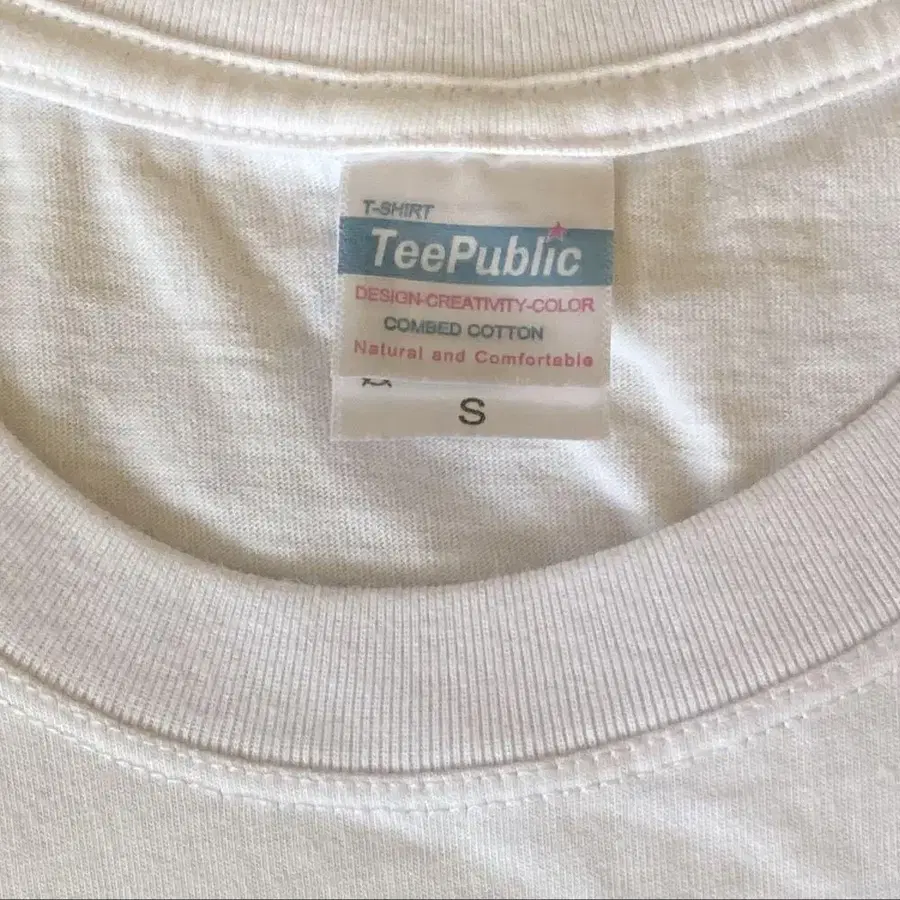 T-SHIRT
TeePublic
DESIGN-CREATIVITY-COLOR
COMBED COTTON
Natural and Comfortable
S